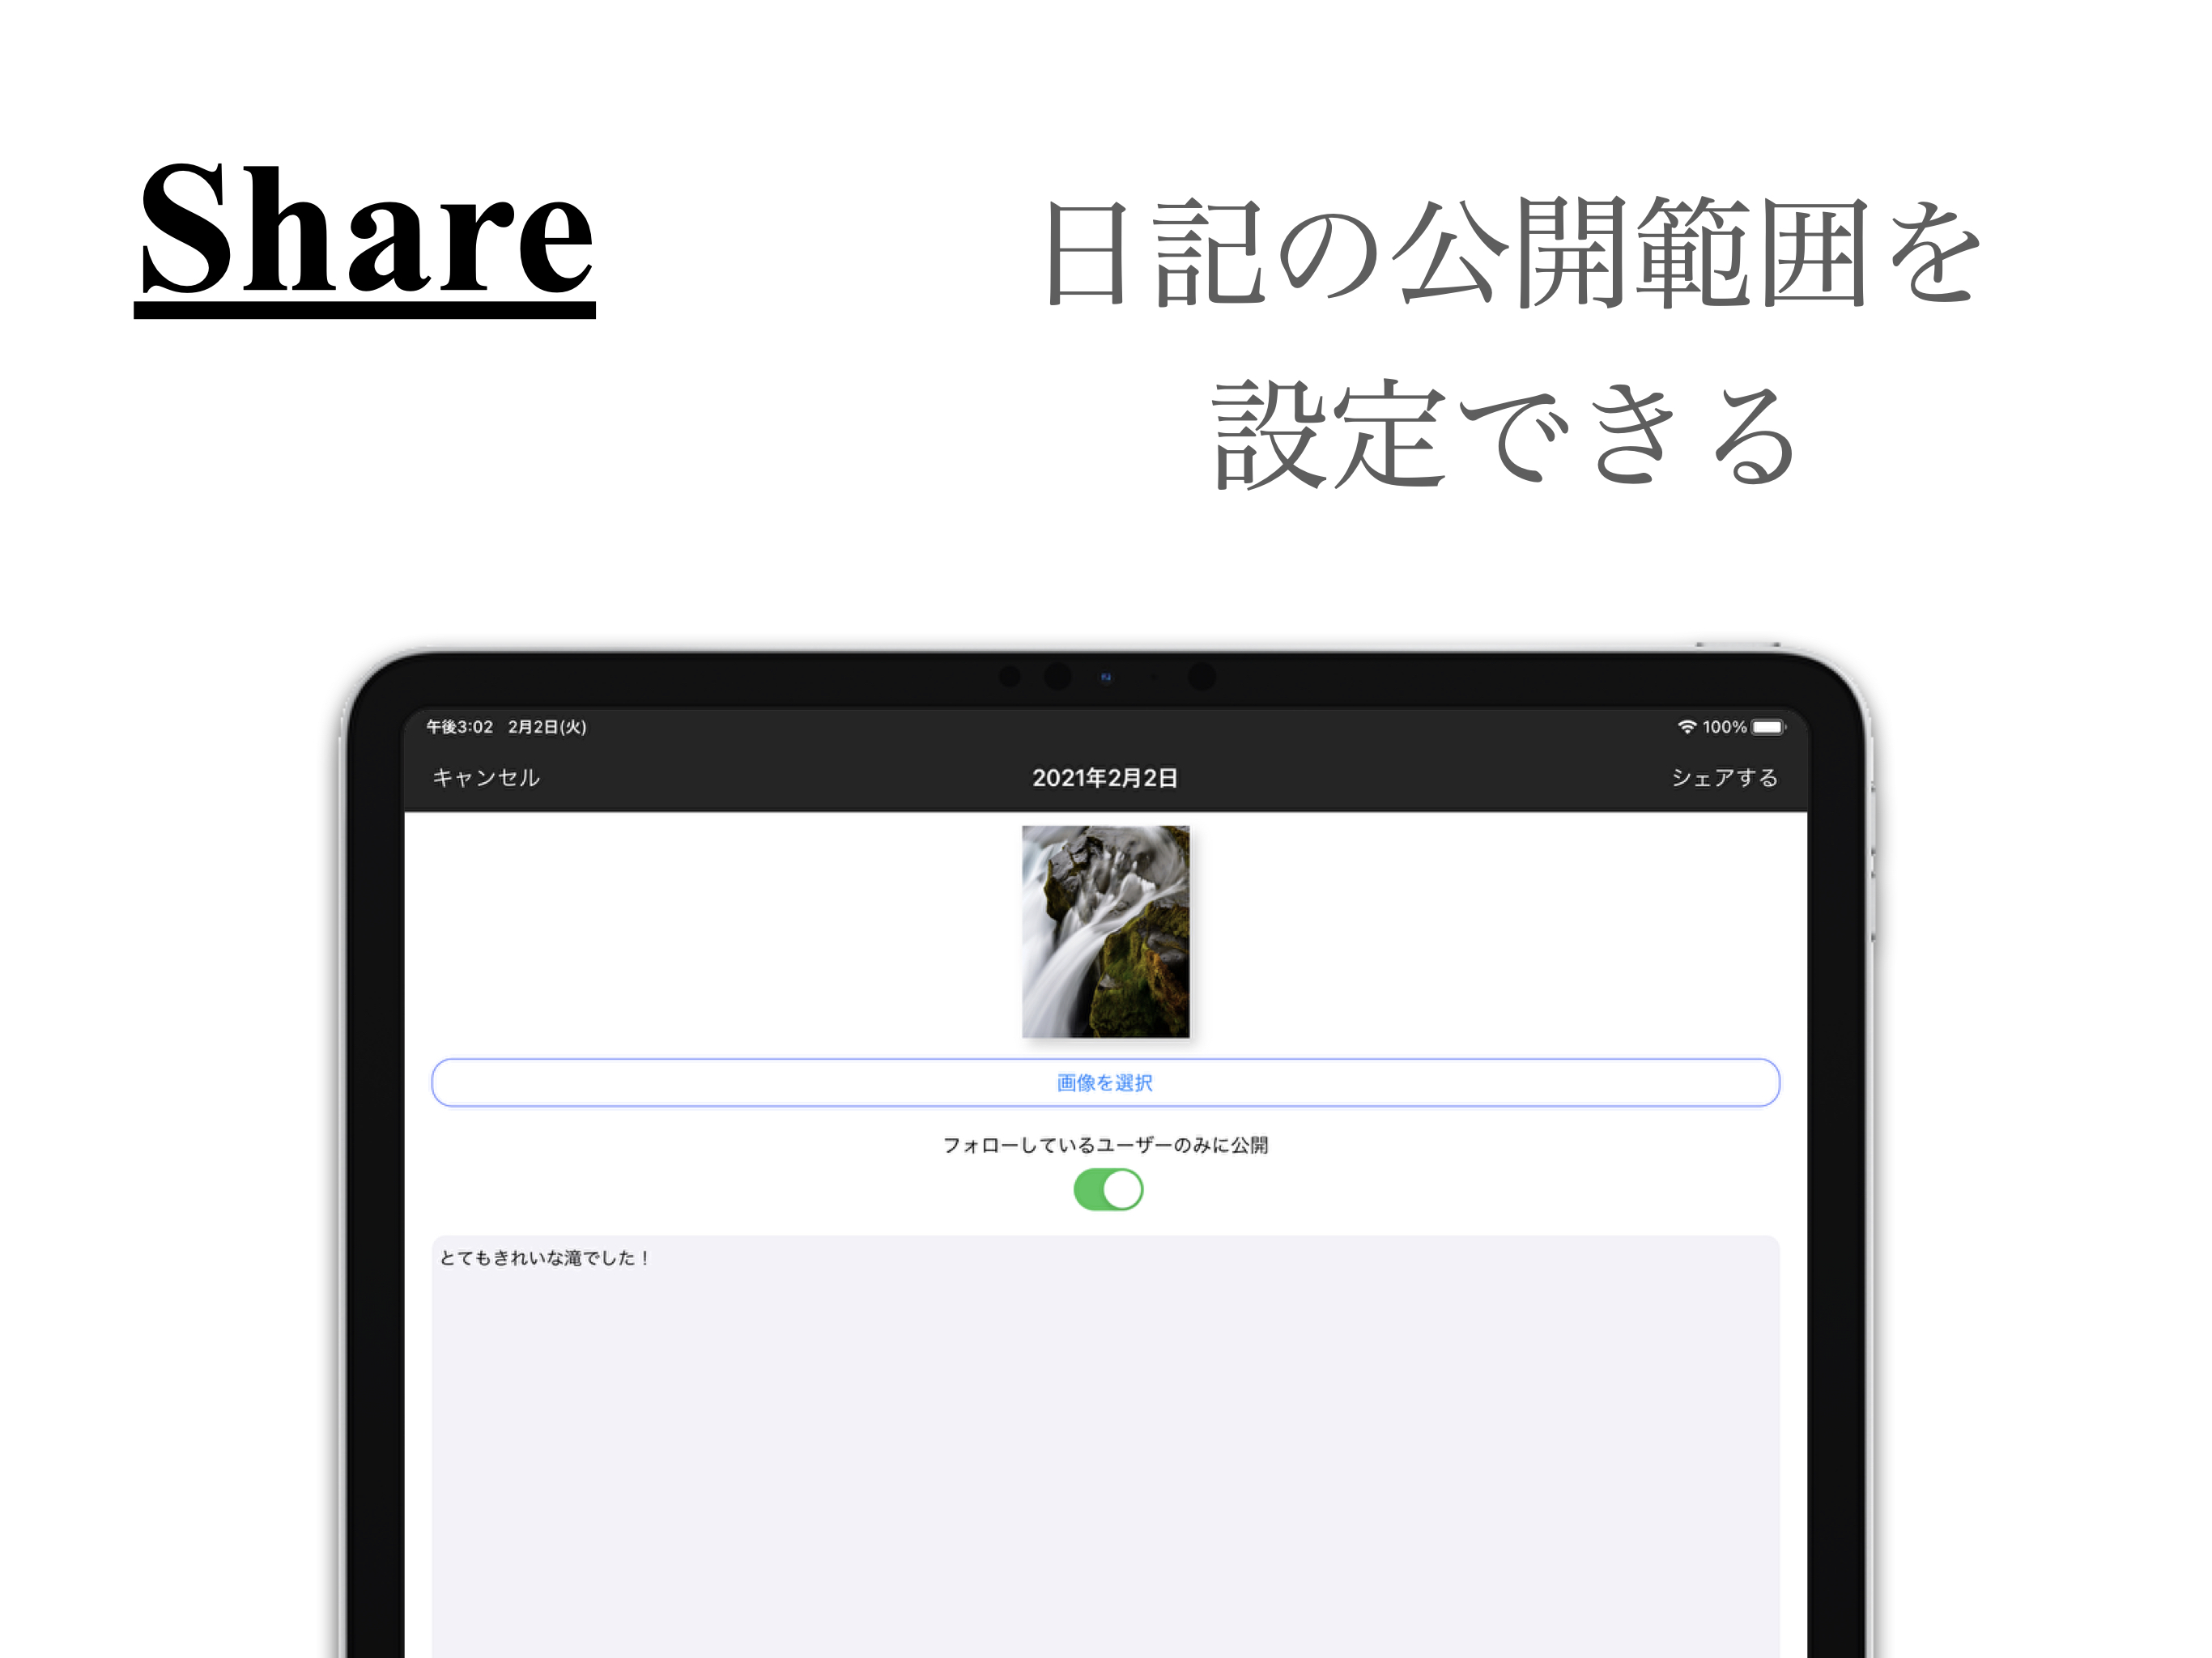 Share
日記の公開範囲を
設定できる
午後3:02 2月2日(火)
100%
キャンセル
2021年2月2日
シェアする
画像を選択
フォローしているユーザーのみに公開
とてもきれいな滝でした！